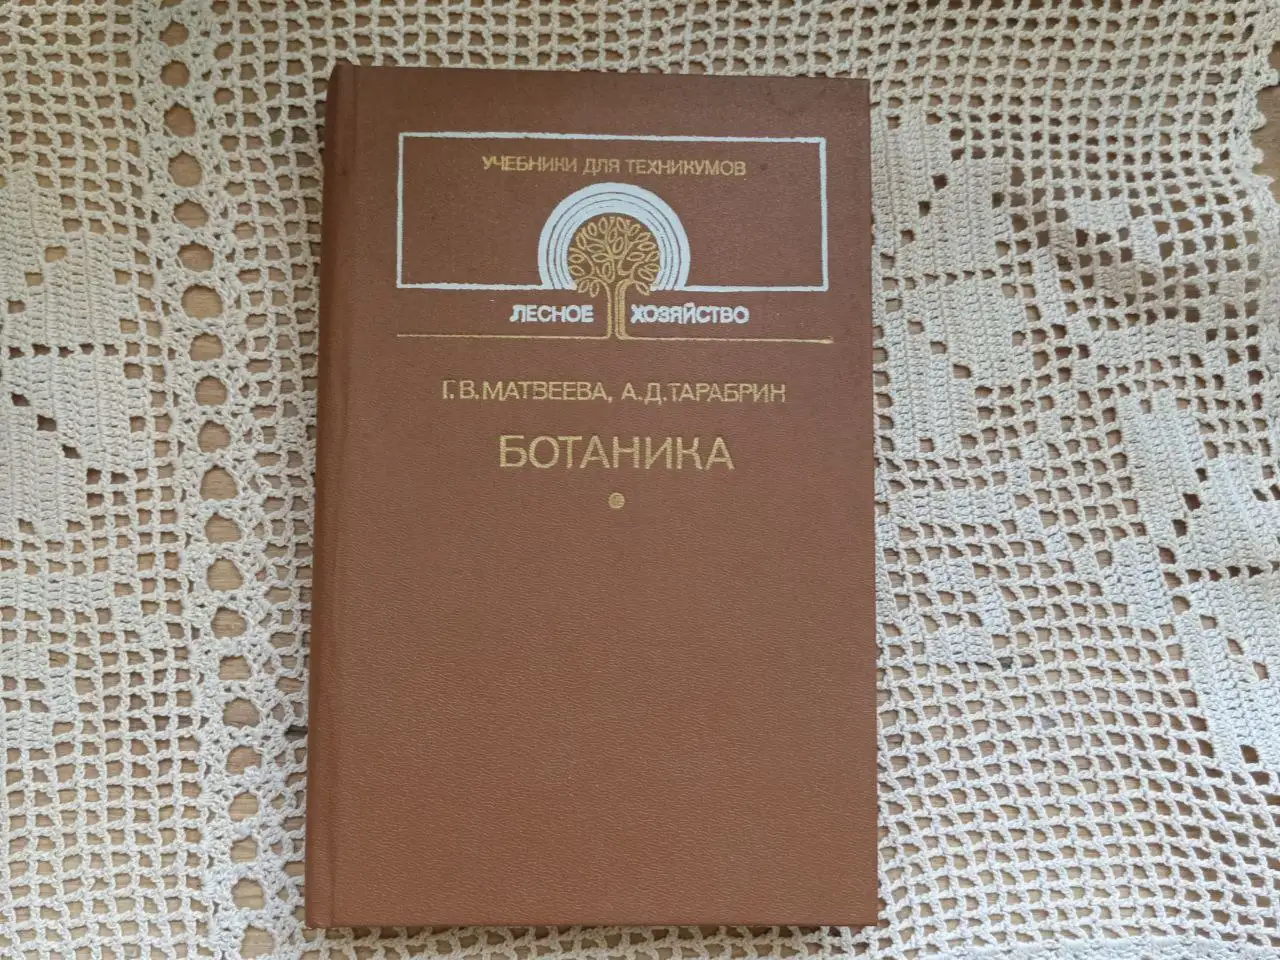 УЧЕБНИКИ ДЛЯ ТЕХНИКУМОВ
ЛЕСНОЕ ХОЗЯЙСТВО
Г.В.МАТВЕЕВА, А.Д.ТАРАБРИН
БОТАНИКА